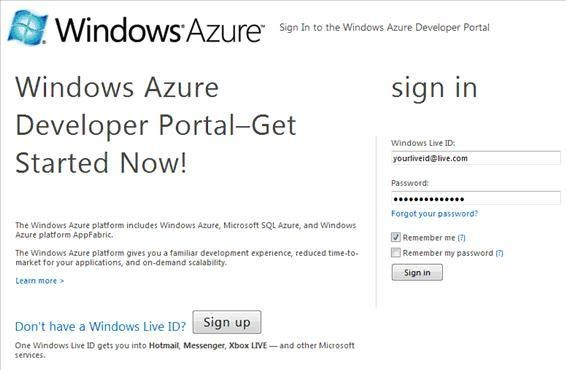 Windows Azure™ Sign In to the Windows Azure Developer Portal
Windows Azure
Developer Portal–Get
Started Now!
The Windows Azure platform includes Windows Azure, Microsoft SQL Azure, and Windows
Azure platform AppFabric.
The Windows Azure platform gives you a familiar development experience, reduced time-to-
market for your applications, and on-demand scalability.
Learn more >
Don't have a Windows Live ID? Sign up
One Windows Live ID gets you into Hotmail, Messenger, Xbox LIVE — and other Microsoft
services.
sign in
Windows Live ID:
yourliveid@live.com
Password:
••••••••••••••
Forgot your password?
Remember me (?)
Remember my password (?)
Sign in